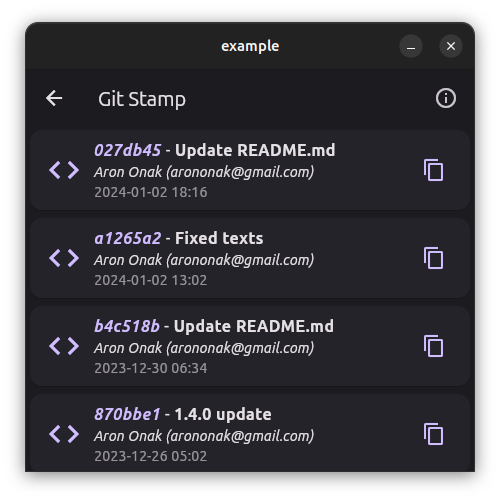 example
Git Stamp
027db45 - Update README.md
Aron Onak (arononak@gmail.com)
2024-01-02 18:16
a1265a2 - Fixed texts
Aron Onak (arononak@gmail.com)
2024-01-02 13:02
b4c518b - Update README.md
Aron Onak (arononak@gmail.com)
2023-12-30 06:34
870bbe1 - 1.4.0 update
Aron Onak (arononak@gmail.com)
2023-12-26 05:02